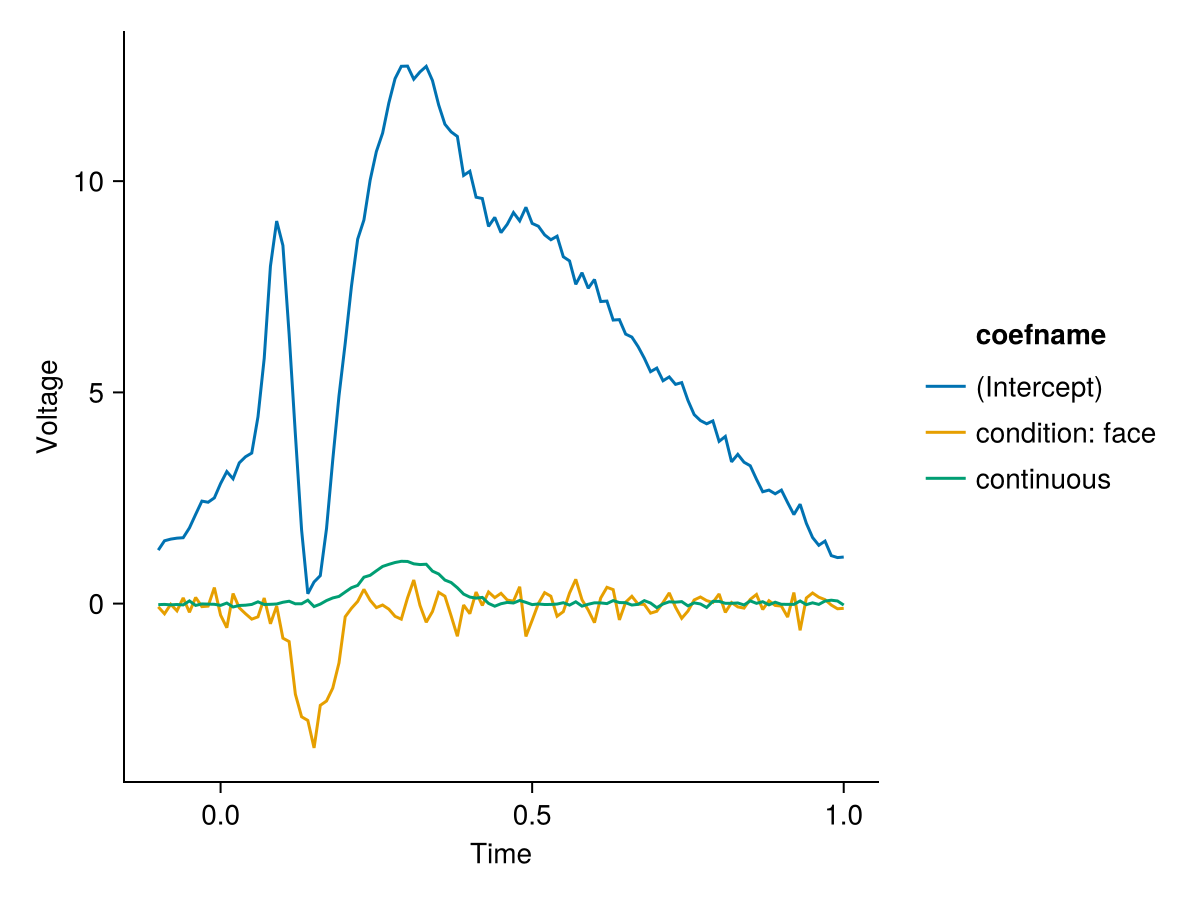 Voltage
10
5
0
0.0
0.5
1.0
Time
coefname
(Intercept)
condition: face
continuous